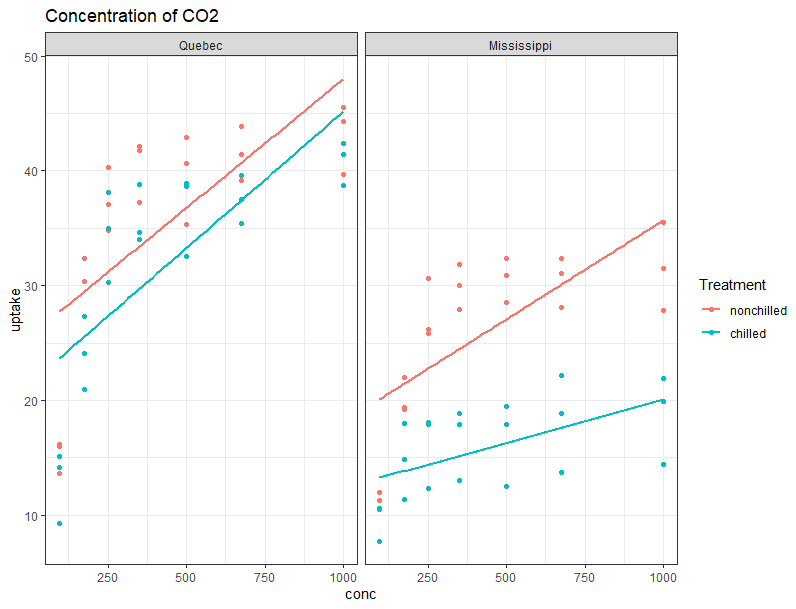 Concentration of CO2
Quebec
Mississippi
50
40
30
20
10
uptake
250
500
750
1000
250
500
750
1000
conc
Treatment
nonchilled
chilled